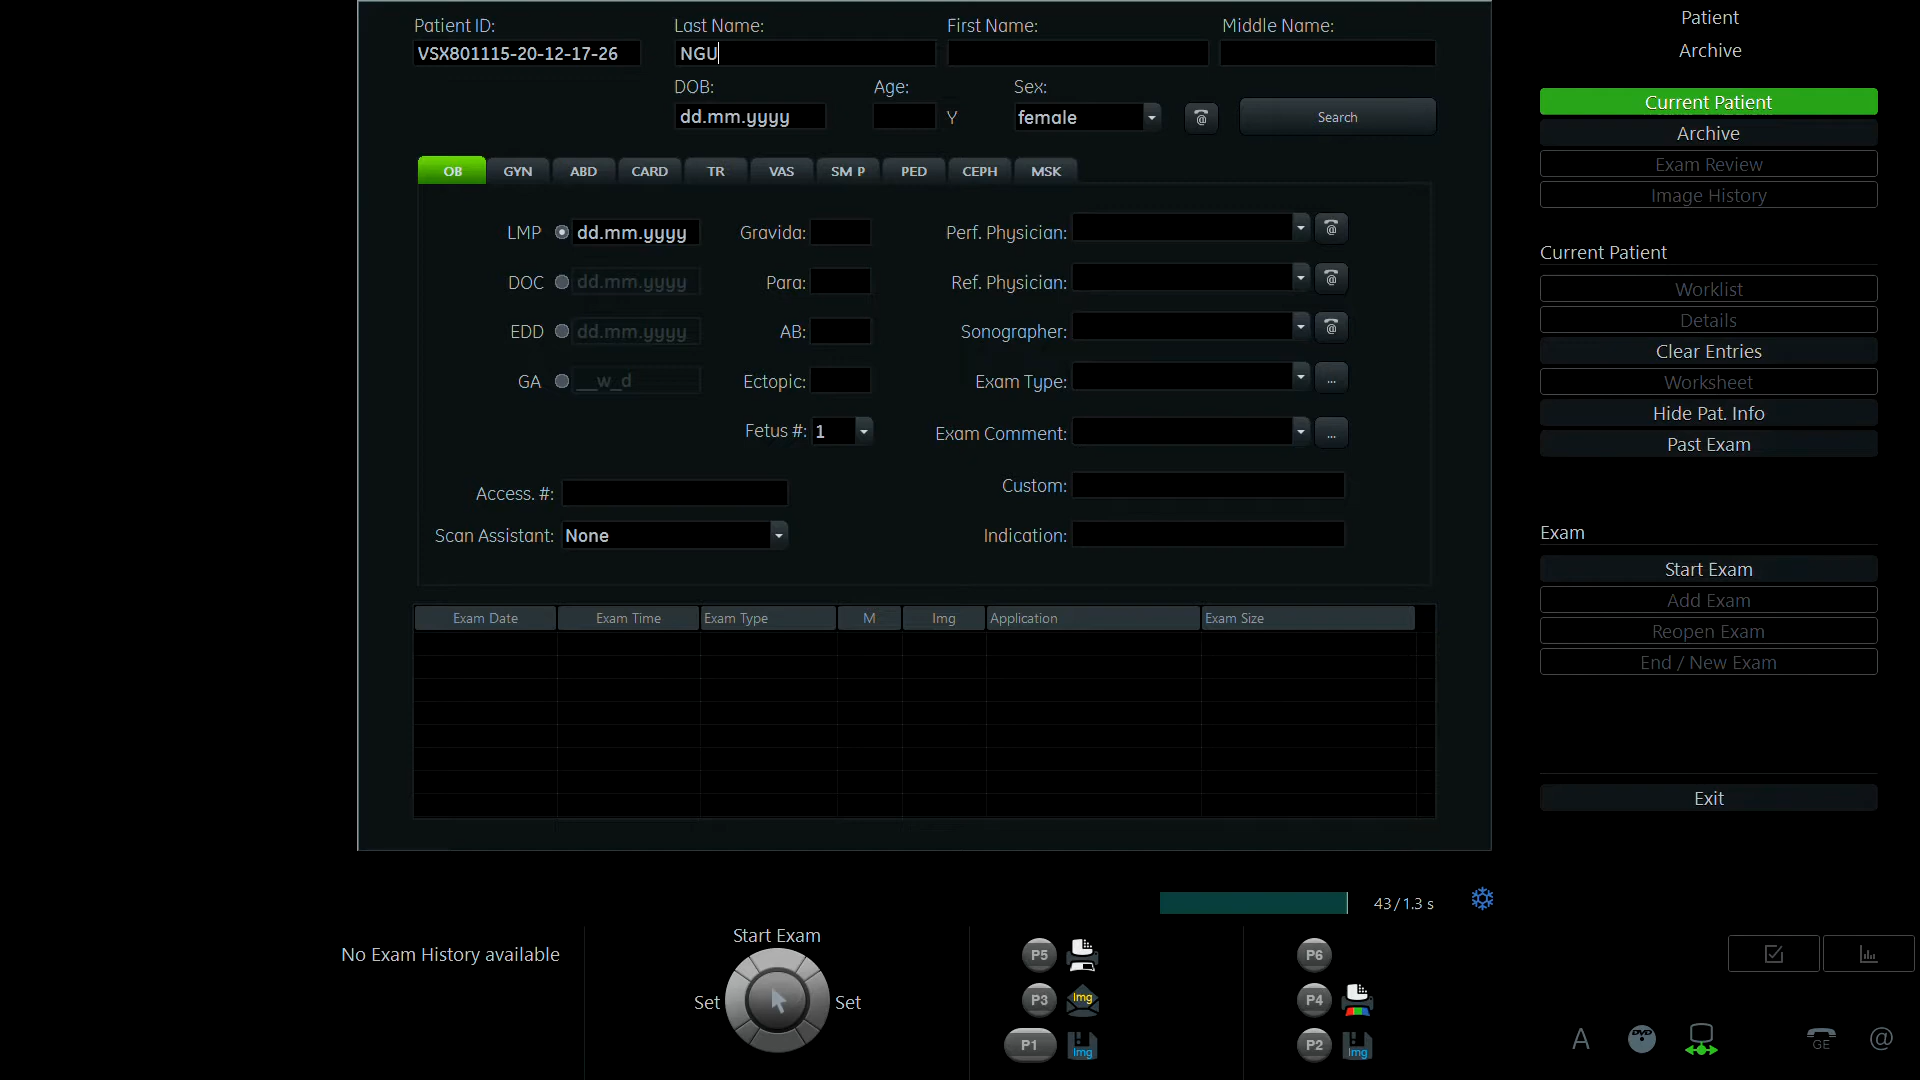 Patient ID: Last Name: First Name: Middle Name:
VSX801115-20-12-17-26 NGU
DOB: Age: Sex:
dd.mm.yyyy Y female @ Search
OB GYN ABD CARD TR VAS SM P PED CEPH MSK
LMP dd.mm.yyyy Gravida: Perf. Physician: @
DOC dd.mm.yyyy Para: Ref. Physician: @
EDD dd.mm.yyyy AB: Sonographer: @
GA __w_d Ectopic: Exam Type: ...
Fetus #: 1 Exam Comment: ...
Access. #: Custom:
Scan Assistant: None Indication:
Exam Date Exam Time Exam Type M Img Application Exam Size
43/1.3 s
No Exam History available
Start Exam
Set Set
P5 P6
P3 Img P4
P1 Img P2 Img
Patient
Archive
Current Patient
Archive
Exam Review
Image History
Current Patient
Worklist
Details
Clear Entries
Worksheet
Hide Pat. Info
Past Exam
Exam
Start Exam
Add Exam
Reopen Exam
End / New Exam
Exit
A DVD GE @